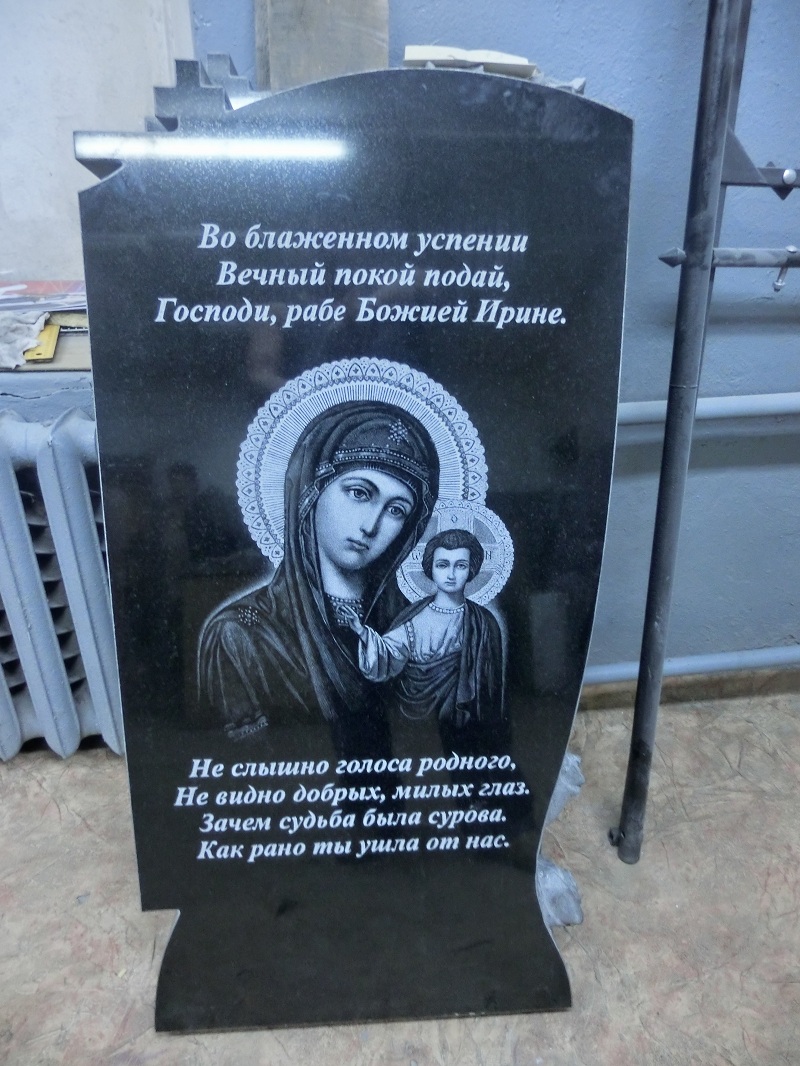 Во блаженном успении
Вечный покой подай,
Господи, рабе Божией Ирине.
Не слышно голоса родного,
Не видно добрых, милых глаз.
Зачем судьба была сурова.
Как рано ты ушла от нас.